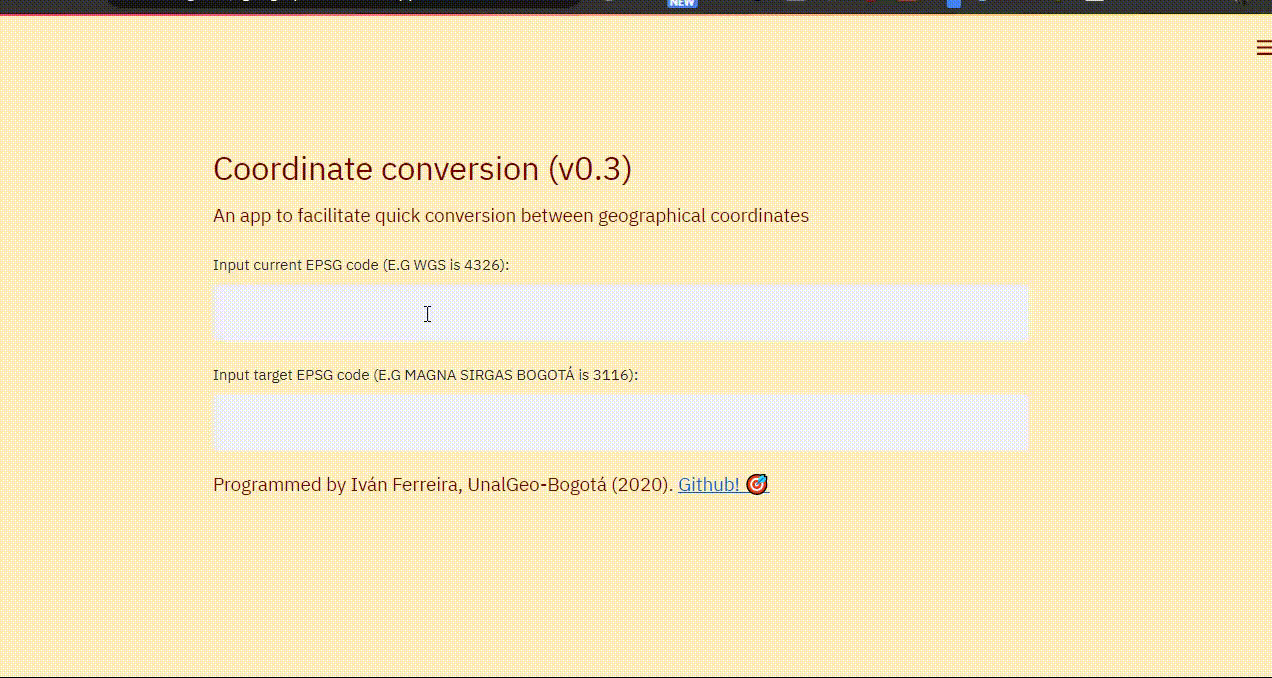 NEW
Coordinate conversion (v0.3)
An app to facilitate quick conversion between geographical coordinates
Input current EPSG code (E.G WGS is 4326):
Input target EPSG code (E.G MAGNA SIRGAS BOGOTÁ is 3116):
Programmed by Iván Ferreira, UnalGeo-Bogotá (2020). Github! 🎯